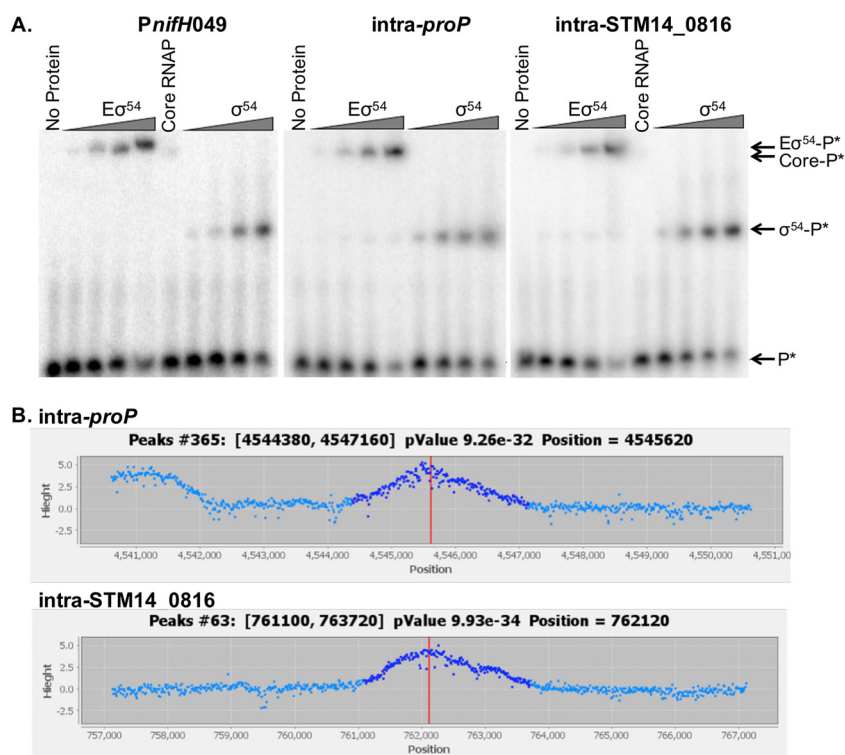 A.
PnifH049
intra-proP
intra-STM14_0816
No Protein
Eσ54
Core RNAP
σ54
No Protein
Eσ54
σ54
No Protein
Eσ54
Core RNAP
σ54
Eσ54-P*
Core-P*
σ54-P*
P*
B. intra-proP
Peaks #365: [4544380, 4547160] pValue 9.26e-32 Position = 4545620
Hieght
5.0
2.5
0.0
-2.5
4,541,000 4,542,000 4,543,000 4,544,000 4,545,000 4,546,000 4,547,000 4,548,000 4,549,000 4,550,000 4,551,0
Position
intra-STM14_0816
Peaks #63: [761100, 763720] pValue 9.93e-34 Position = 762120
Hieght
5.0
2.5
0.0
-2.5
757,000 758,000 759,000 760,000 761,000 762,000 763,000 764,000 765,000 766,000 767,000
Position